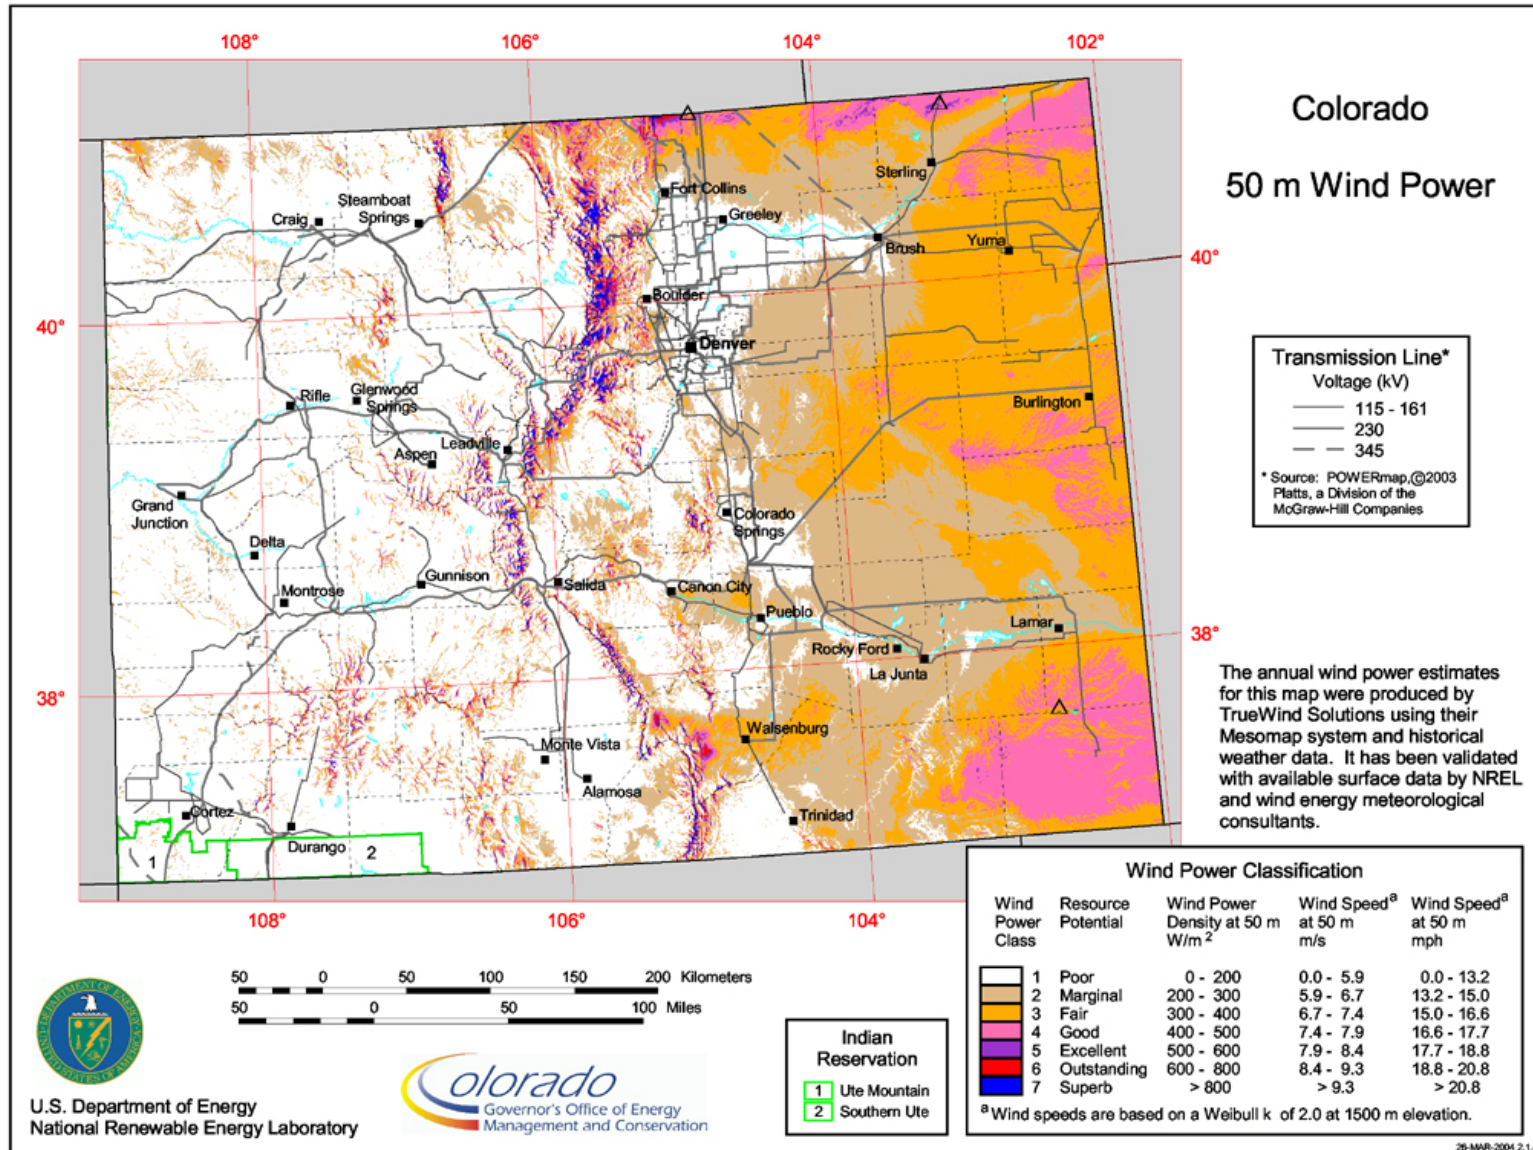 108°
106°
104°
102°
Colorado
50 m Wind Power
Fort Collins
Sterling
Steamboat
Springs
Craig
Greeley
Brush
Yuma
40°
Boulder
40°
Denver
Transmission Line*
Voltage (kV)
115 - 161
230
345
* Source: POWERmap,©2003
Platts, a Division of the
McGraw-Hill Companies
Rifle
Glenwood
Springs
Burlington
Leadville
Aspen
Grand
Junction
Colorado
Springs
Delta
Montrose
Gunnison
Salida
Canon City
Pueblo
Lamar
Rocky Ford
La Junta
38°
38°
The annual wind power estimates
for this map were produced by
TrueWind Solutions using their
Mesomap system and historical
weather data. It has been validated
with available surface data by NREL
and wind energy meteorological
consultants.
Walsenburg
Monte Vista
Alamosa
Trinidad
Cortez
Durango
1
2
108°
106°
104°
Wind Power Classification
Wind Resource Wind Power Wind Speed a Wind Speed a
Power Potential Density at 50 m at 50 m at 50 m
Class W/m 2 m/s mph
1 Poor 0 - 200 0.0 - 5.9 0.0 - 13.2
2 Marginal 200 - 300 5.9 - 6.7 13.2 - 15.0
3 Fair 300 - 400 6.7 - 7.4 15.0 - 16.6
4 Good 400 - 500 7.4 - 7.9 16.6 - 17.7
5 Excellent 500 - 600 7.9 - 8.4 17.7 - 18.8
6 Outstanding 600 - 800 8.4 - 9.3 18.8 - 20.8
7 Superb > 800 > 9.3 > 20.8
a Wind speeds are based on a Weibull k of 2.0 at 1500 m elevation.
50 0 50 100 150 200 Kilometers
50 0 50 100 Miles
Indian
Reservation
1 Ute Mountain
2 Southern Ute
DEPARTMENT OF ENERGY
UNITED STATES OF AMERICA
U.S. Department of Energy
National Renewable Energy Laboratory
Colorado
Governor's Office of Energy
Management and Conservation
26-MAR-2004 2.1.